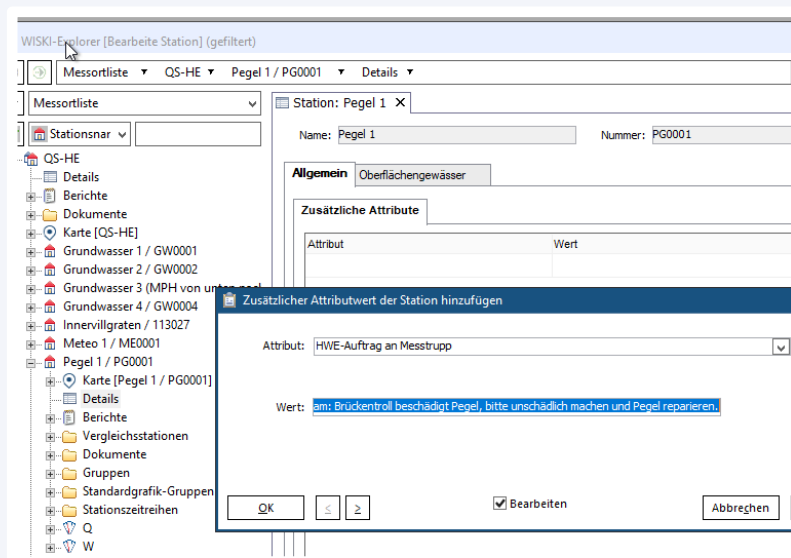 WISKI-Explorer [Bearbeite Station] (gefiltert)
Messortliste QS-HE Pegel 1 / PG0001 Details
Messortliste
Stationsnar
QS-HE
Details
Berichte
Dokumente
Karte [QS-HE]
Grundwasser 1 / GW0001
Grundwasser 2 / GW0002
Grundwasser 3 (MPH von unten
Grundwasser 4 / GW0004
Innervillgraten / 113027
Meteo 1 / ME0001
Pegel 1 / PG0001
Karte [Pegel 1 / PG0001]
Details
Berichte
Vergleichsstationen
Dokumente
Gruppen
Standardgrafik-Gruppen
Stationszeitreihen
Q
W
Station: Pegel 1
Name: Pegel 1 Nummer: PG0001
Allgemein Oberflächengewässer
Zusätzliche Attribute
Attribut Wert
Zusätzlicher Attributwert der Station hinzufügen
Attribut: HWE-Auftrag an Messtrupp
Wert: am: Brückentroll beschädigt Pegel, bitte unschädlich machen und Pegel reparieren.
OK < > Bearbeiten Abbrechen